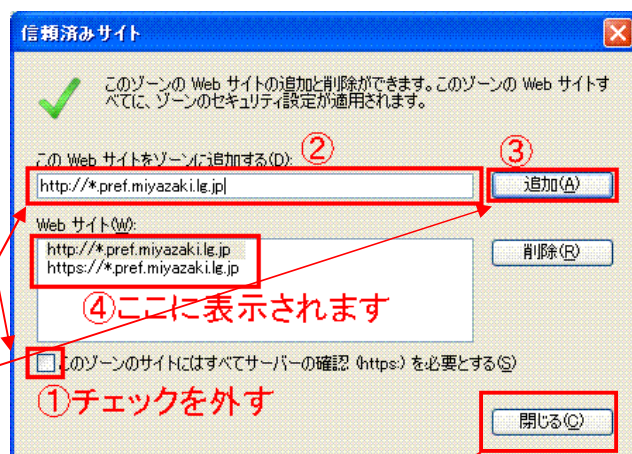 信頼済みサイト
このゾーンの Web サイトの追加と削除ができます。このゾーンの Web サイトす
べてに、ゾーンのセキュリティ設定が適用されます。
この Web サイトをゾーンに追加する(D): ② ③
http://*.pref.miyazaki.lg.jp 追加(A)
Web サイト(W):
http://*.pref.miyazaki.lg.jp 削除(R)
https://*.pref.miyazaki.lg.jp
④ここに表示されます
このゾーンのサイトにはすべてサーバーの確認 (https:) を必要とする(S)
①チェックを外す
閉じる(C)